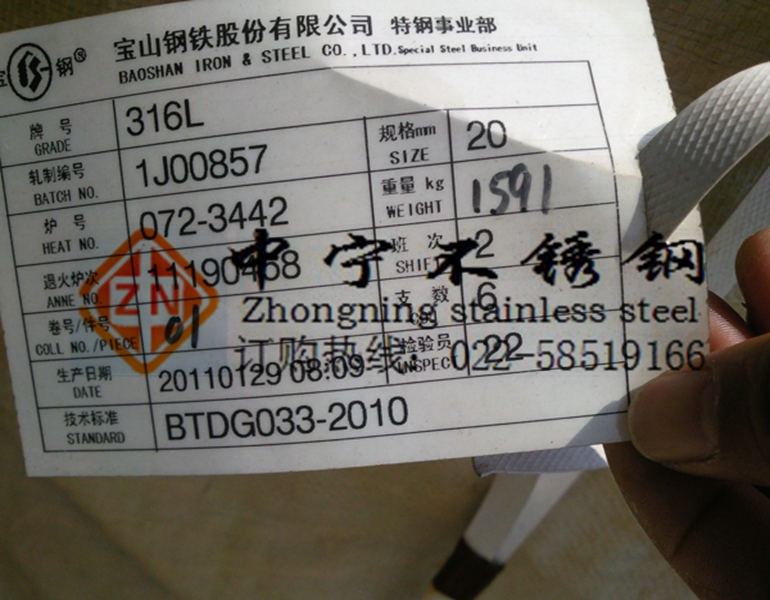 宝钢®
宝山钢铁股份有限公司 特钢事业部
BAOSHAN IRON & STEEL CO.,LTD. Special Steel Business Unit
牌 号 316L 规格mm 20
GRADE SIZE
轧制编号 1J00857 重量 kg 1591
BATCH NO. WEIGHT
炉 号 072-3442 班 次 2
HEAT NO. SHIFT
退火炉次 11190468 支 数 6
ANNE NO.
卷号/件号 01 检验员 22
COLL NO./PIECE INSPEC
生产日期 20110129 08:09
DATE
技术标准 BTDG033-2010
STANDARD
ZN
中宁不锈钢
Zhongning stainless steel
订购热线: 022-58519166